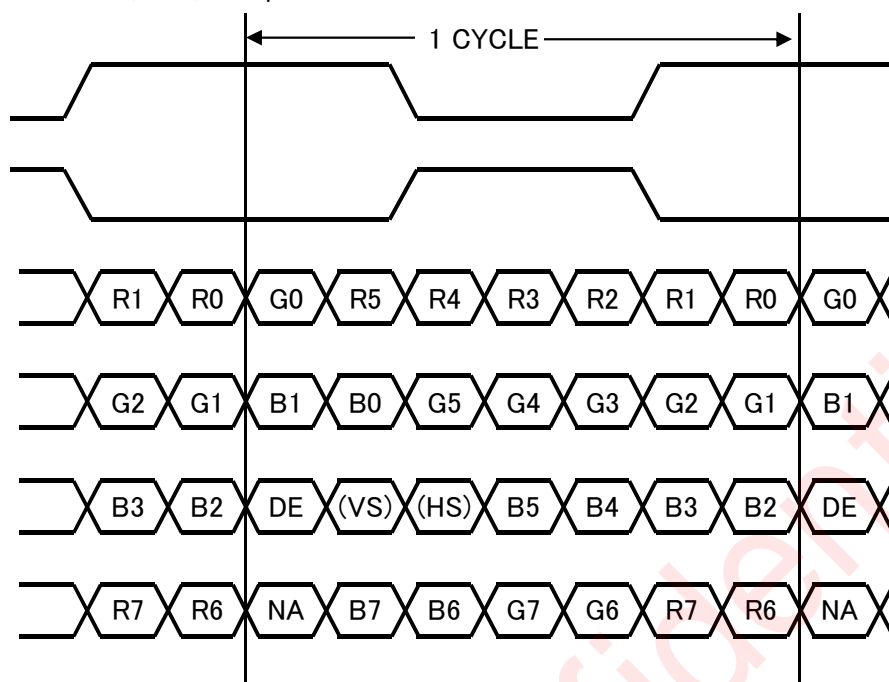 1 CYCLE
R1 R0 G0 R5 R4 R3 R2 R1 R0 G0
G2 G1 B1 B0 G5 G4 G3 G2 G1 B1
B3 B2 DE (VS) (HS) B5 B4 B3 B2 DE
R7 R6 NA B7 B6 G7 G6 R7 R6 NA